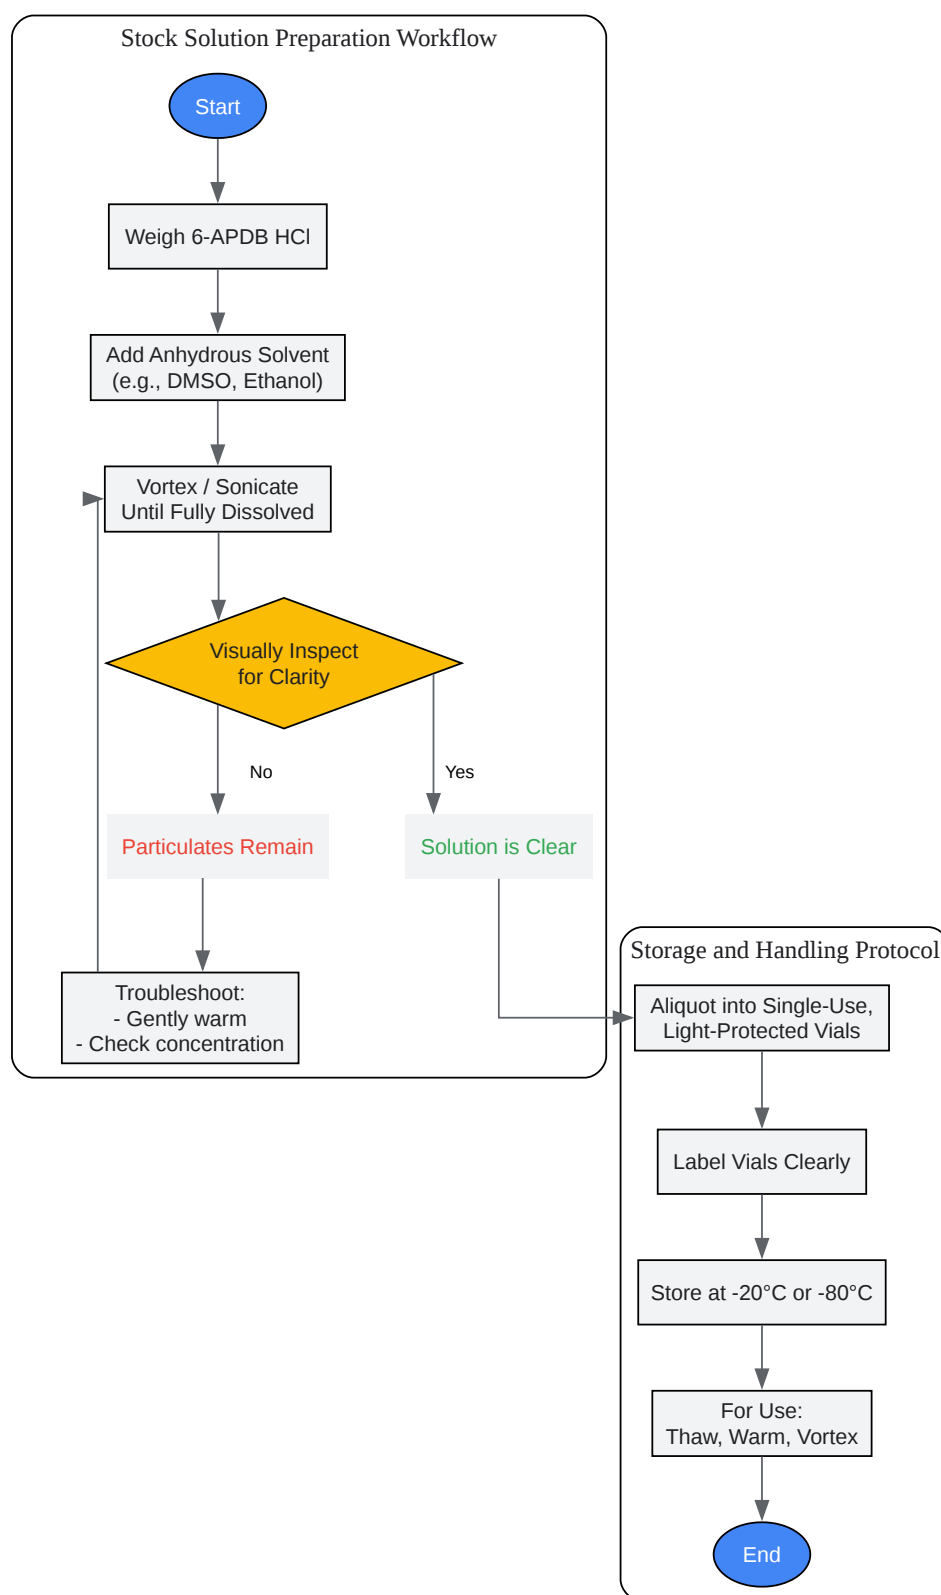 Stock Solution Preparation Workflow
Start
Weigh 6-APDB HCl
Add Anhydrous Solvent
(e.g., DMSO, Ethanol)
Vortex / Sonicate
Until Fully Dissolved
Visually Inspect
for Clarity
No
Yes
Particulates Remain
Solution is Clear
Troubleshoot:
- Gently warm
- Check concentration
Storage and Handling Protocol
Aliquot into Single-Use,
Light-Protected Vials
Label Vials Clearly
Store at -20°C or -80°C
For Use:
Thaw, Warm, Vortex
End